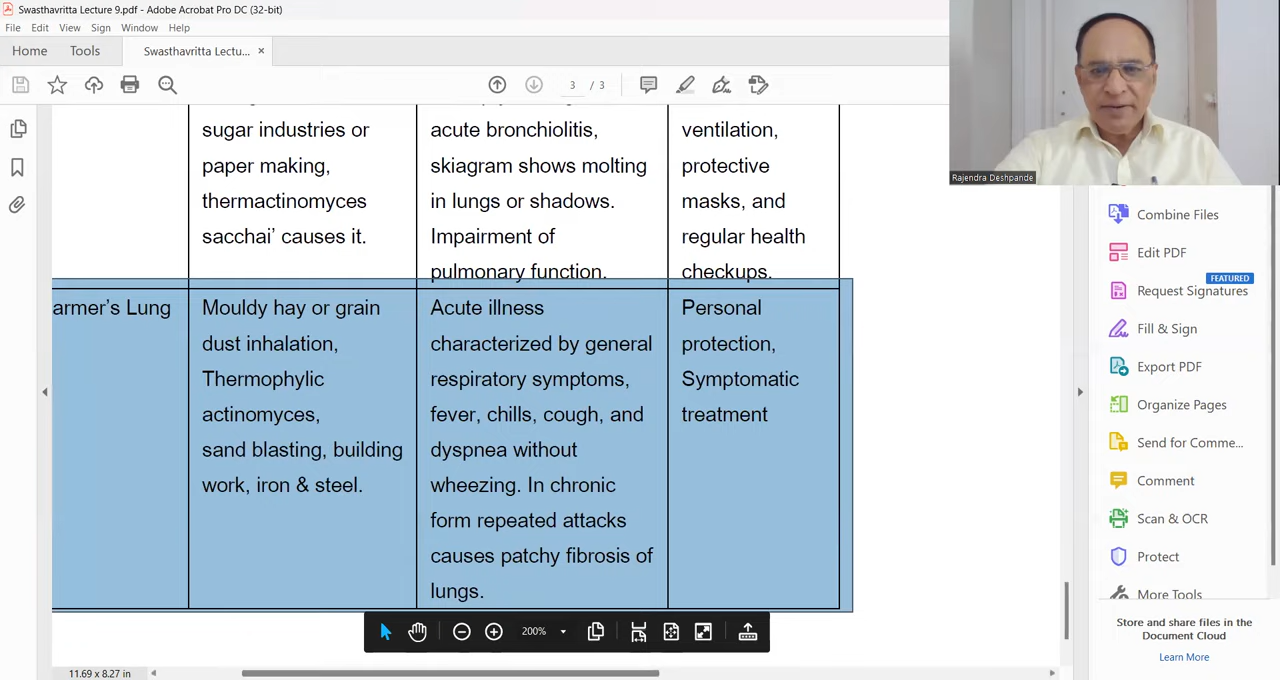 Swasthavritta Lecture 9.pdf - Adobe Acrobat Pro DC (32-bit)
File Edit View Sign Window Help
Home Tools Swasthavritta Lectu... ×
3 / 3
Rajendra Deshpande
sugar industries or
paper making,
thermactinomyces
sacchai’ causes it.
acute bronchiolitis,
skiagram shows molting
in lungs or shadows.
Impairment of
pulmonary function.
ventilation,
protective
masks, and
regular health
checkups.
armer’s Lung
Mouldy hay or grain
dust inhalation,
Thermophylic
actinomyces,
sand blasting, building
work, iron & steel.
Acute illness
characterized by general
respiratory symptoms,
fever, chills, cough, and
dyspnea without
wheezing. In chronic
form repeated attacks
causes patchy fibrosis of
lungs.
Personal
protection,
Symptomatic
treatment
Combine Files
Edit PDF
FEATURED
Request Signatures
Fill & Sign
Export PDF
Organize Pages
Send for Comme...
Comment
Scan & OCR
Protect
More Tools
Store and share files in the
Document Cloud
Learn More
200%
11.69 x 8.27 in